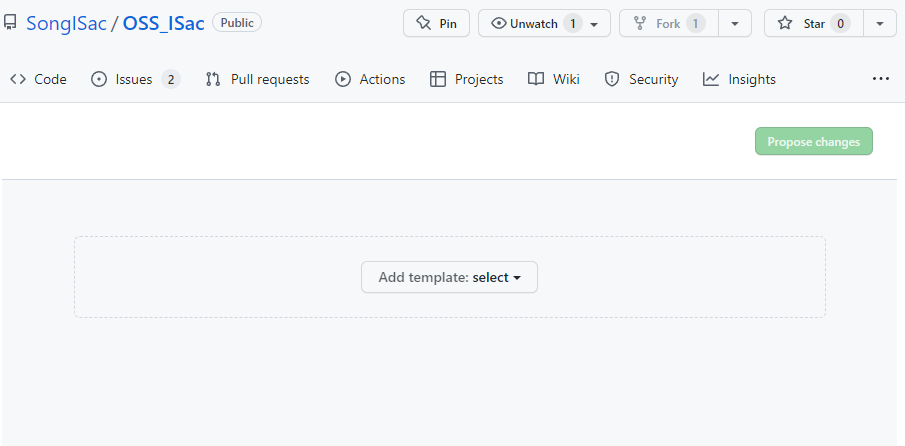 SongISac / OSS_ISac Public Pin Unwatch 1 Fork 1 Star 0
Code Issues 2 Pull requests Actions Projects Wiki Security Insights ...
Propose changes
Add template: select